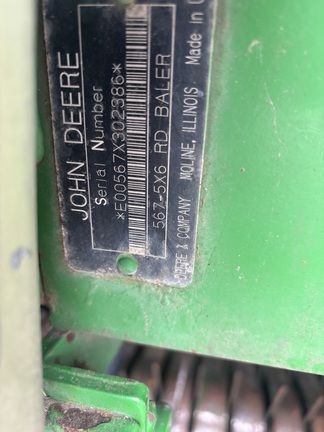 JOHN DEERE
Serial Number
*E00567X302386*
567-5X6 RD BALER
DEERE & COMPANY MOLINE, ILLINOIS Made in